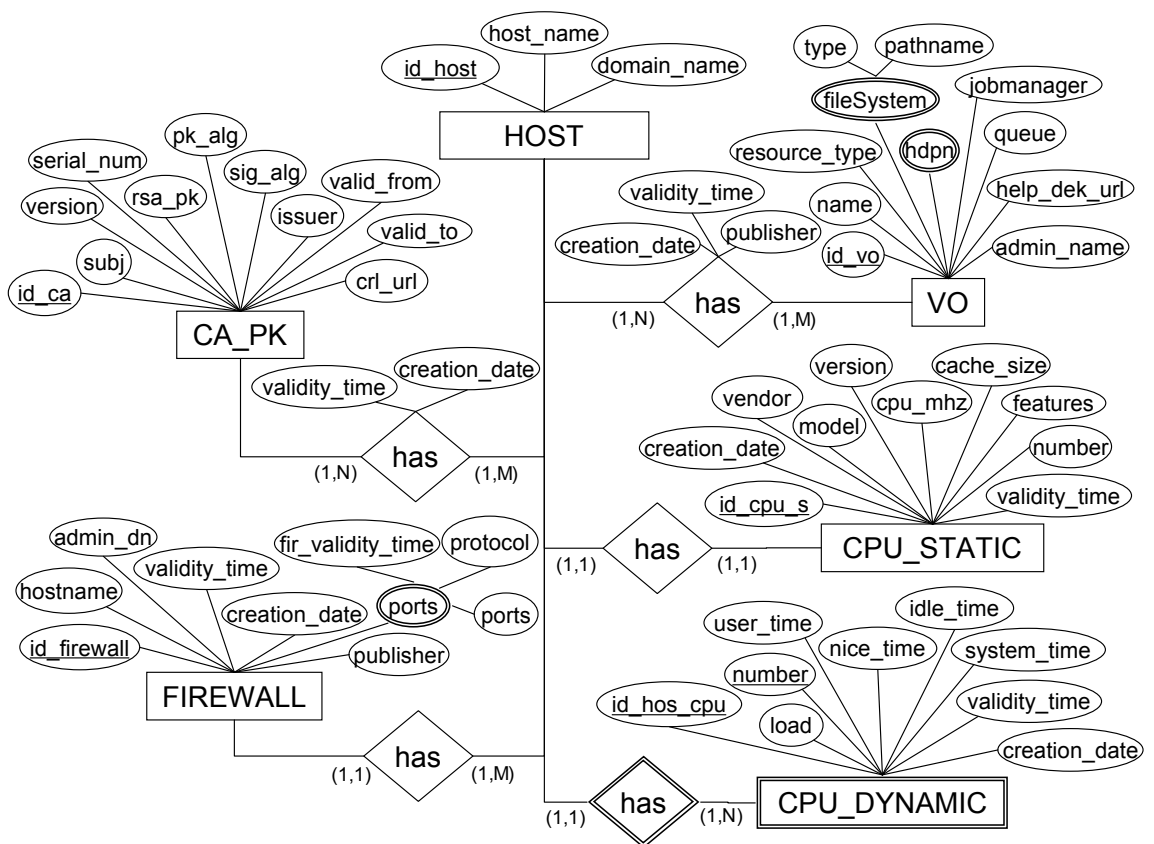 host_name
id_host
domain_name
HOST
type
pathname
fileSystem
jobmanager
hdpn
queue
resource_type
help_dek_url
name
id_vo
admin_name
VO
validity_time
creation_date
publisher
has
(1,N)
(1,M)
pk_alg
serial_num
sig_alg
valid_from
rsa_pk
version
issuer
valid_to
subj
id_ca
crl_url
CA_PK
creation_date
validity_time
has
(1,N)
(1,M)
version
cache_size
vendor
cpu_mhz
features
model
creation_date
number
id_cpu_s
validity_time
CPU_STATIC
has
(1,1)
(1,1)
admin_dn
fir_validity_time
protocol
validity_time
hostname
creation_date
ports
ports
id_firewall
publisher
FIREWALL
has
(1,1)
(1,M)
idle_time
user_time
nice_time
system_time
number
id_hos_cpu
load
validity_time
creation_date
CPU_DYNAMIC
has
(1,1)
(1,N)